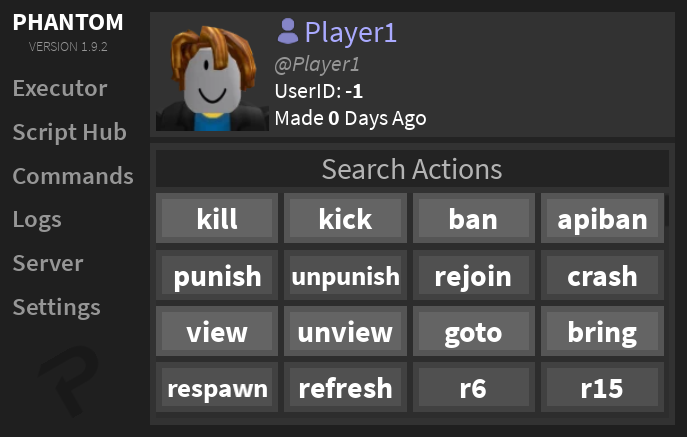 PHANTOM
VERSION 1.9.2
Executor
Script Hub
Commands
Logs
Server
Settings
Player1
@Player1
UserID: -1
Made 0 Days Ago
Search Actions
kill kick ban apiban
punish unpunish rejoin crash
view unview goto bring
respawn refresh r6 r15